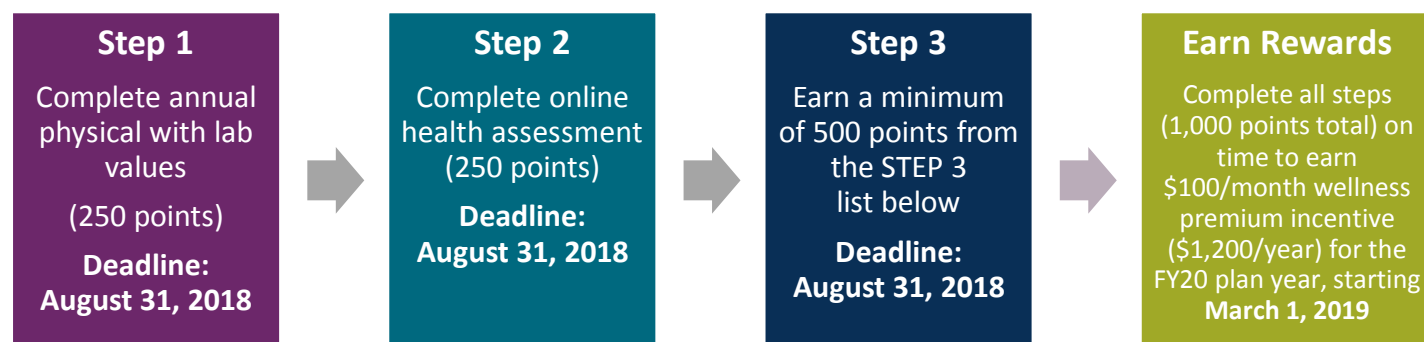 Step 1
Complete annual
physical with lab
values
(250 points)
Deadline:
August 31, 2018
Step 2
Complete online
health assessment
(250 points)
Deadline:
August 31, 2018
Step 3
Earn a minimum
of 500 points from
the STEP 3
list below
Deadline:
August 31, 2018
Earn Rewards
Complete all steps
(1,000 points total) on
time to earn
$100/month wellness
premium incentive
($1,200/year) for the
FY20 plan year, starting
March 1, 2019